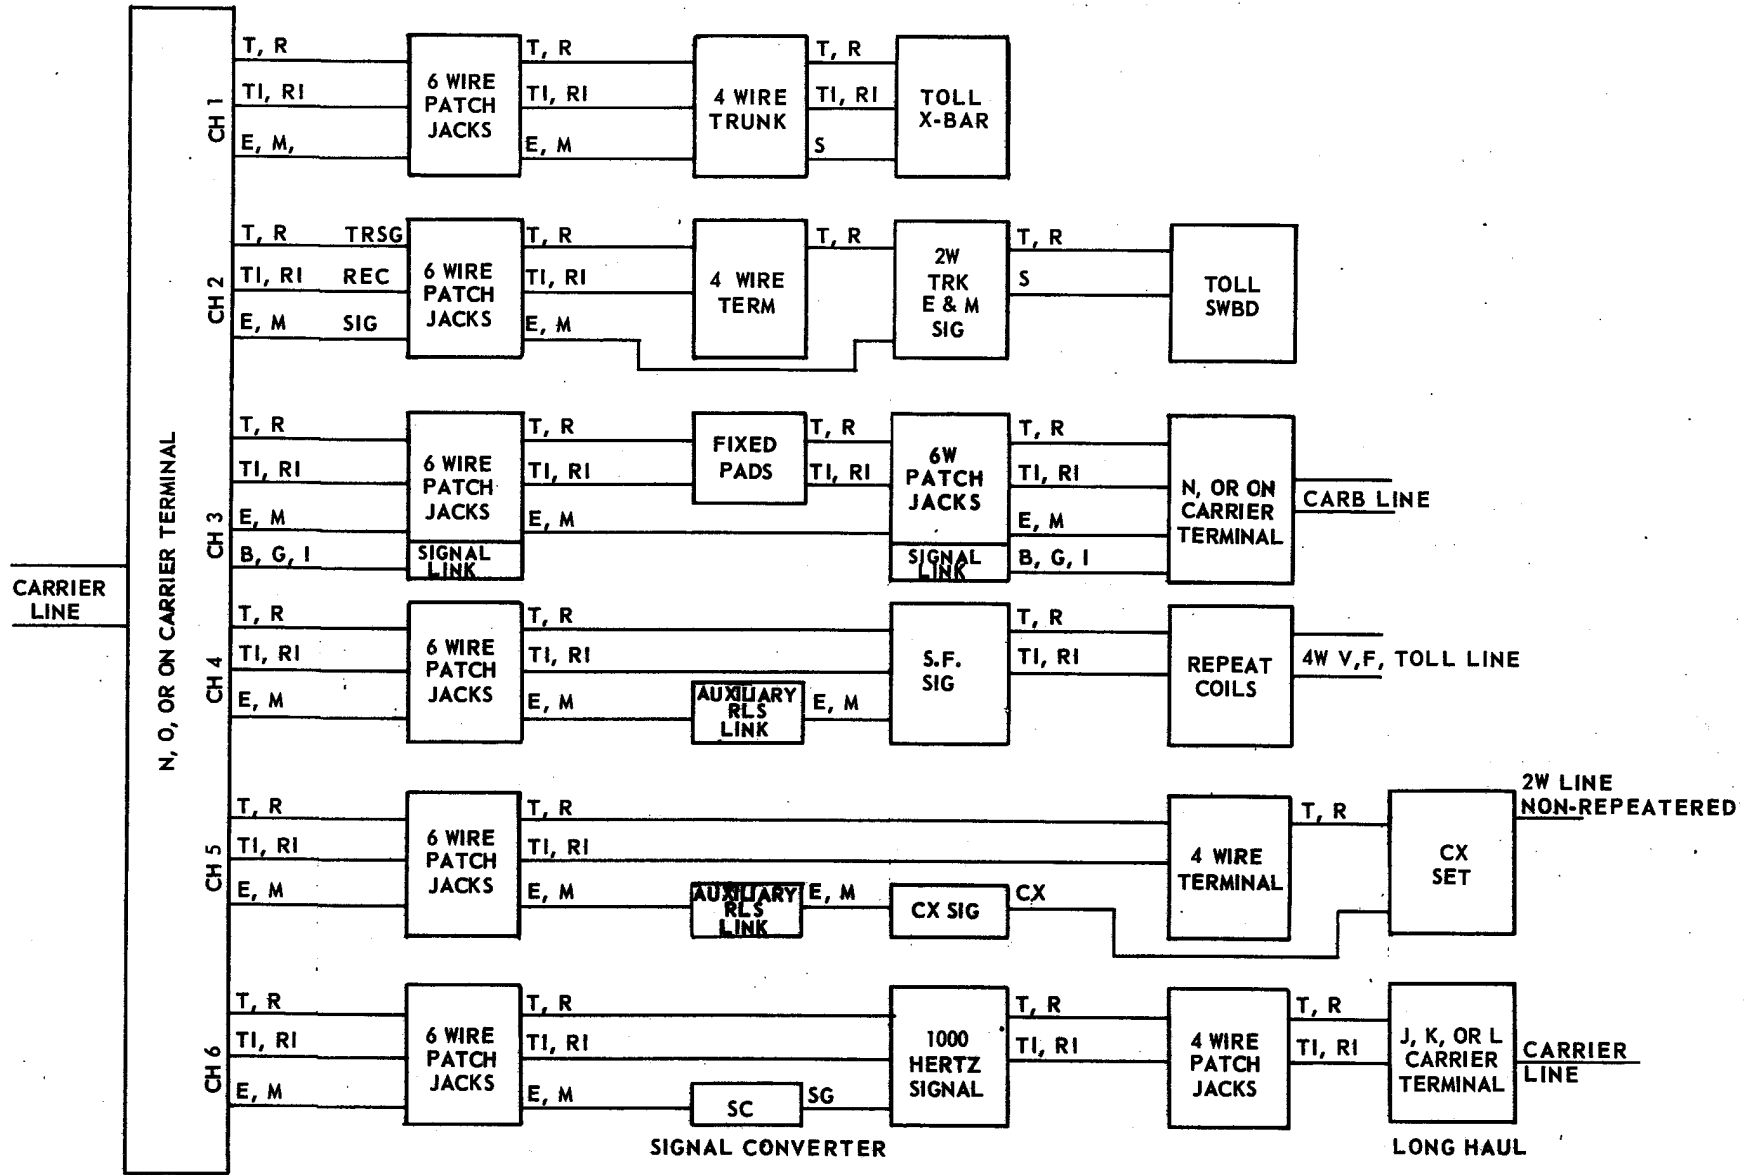 CARRIER
LINE
N, O, OR ON CARRIER TERMINAL
CH 1
T, R
TI, RI
E, M,
6 WIRE
PATCH
JACKS
T, R
TI, RI
E, M
4 WIRE
TRUNK
T, R
TI, RI
S
TOLL
X-BAR
CH 2
T, R TRSG
TI, RI REC
E, M SIG
6 WIRE
PATCH
JACKS
T, R
TI, RI
E, M
4 WIRE
TERM
T, R
2W
TRK
E & M
SIG
T, R
S
TOLL
SWBD
CH 3
T, R
TI, RI
E, M
B, G, I
6 WIRE
PATCH
JACKS
SIGNAL
LINK
T, R
TI, RI
E, M
FIXED
PADS
T, R
TI, RI
6W
PATCH
JACKS
SIGNAL
LINK
T, R
TI, RI
E, M
B, G, I
N, OR ON
CARRIER
TERMINAL
CARB LINE
CH 4
T, R
TI, RI
E, M
6 WIRE
PATCH
JACKS
T, R
TI, RI
E, M
AUXILIARY
RLS
LINK
E, M
S.F.
SIG
T, R
TI, RI
REPEAT
COILS
4W V,F, TOLL LINE
CH 5
T, R
TI, RI
E, M
6 WIRE
PATCH
JACKS
T, R
TI, RI
E, M
AUXILIARY
RLS
LINK
E, M
CX SIG
CX
4 WIRE
TERMINAL
T, R
CX
SET
2W LINE
NON-REPEATERED
CH 6
T, R
TI, RI
E, M
6 WIRE
PATCH
JACKS
T, R
TI, RI
E, M
SC
SG
SIGNAL CONVERTER
1000
HERTZ
SIGNAL
T, R
TI, RI
4 WIRE
PATCH
JACKS
T, R
TI, RI
J, K, OR L
CARRIER
TERMINAL
LONG HAUL
CARRIER
LINE